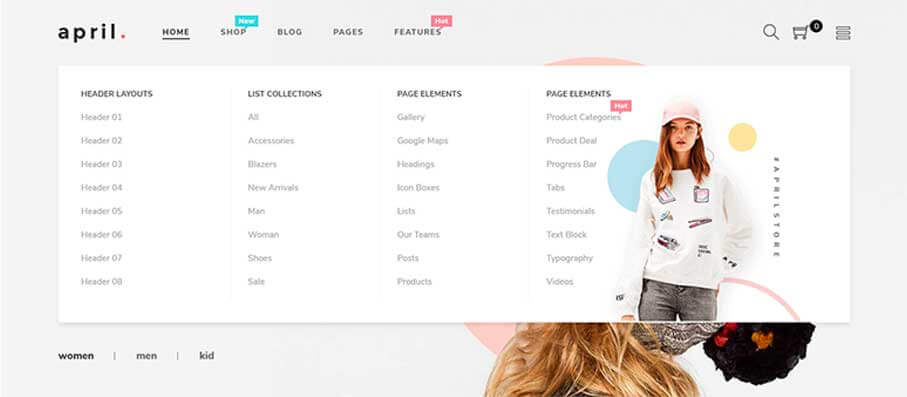 april.
HOME
SHOP
New
BLOG
PAGES
FEATURES
Hot
0
HEADER LAYOUTS
Header 01
Header 02
Header 03
Header 04
Header 05
Header 06
Header 07
Header 08
LIST COLLECTIONS
All
Accessories
Blazers
New Arrivals
Man
Woman
Shoes
Sale
PAGE ELEMENTS
Gallery
Google Maps
Headings
Icon Boxes
Lists
Our Teams
Posts
Products
PAGE ELEMENTS
Hot
Product Categories
Product Deal
Progress Bar
Tabs
Testimonials
Text Block
Typography
Videos
#APRILSTORE
women | men | kid